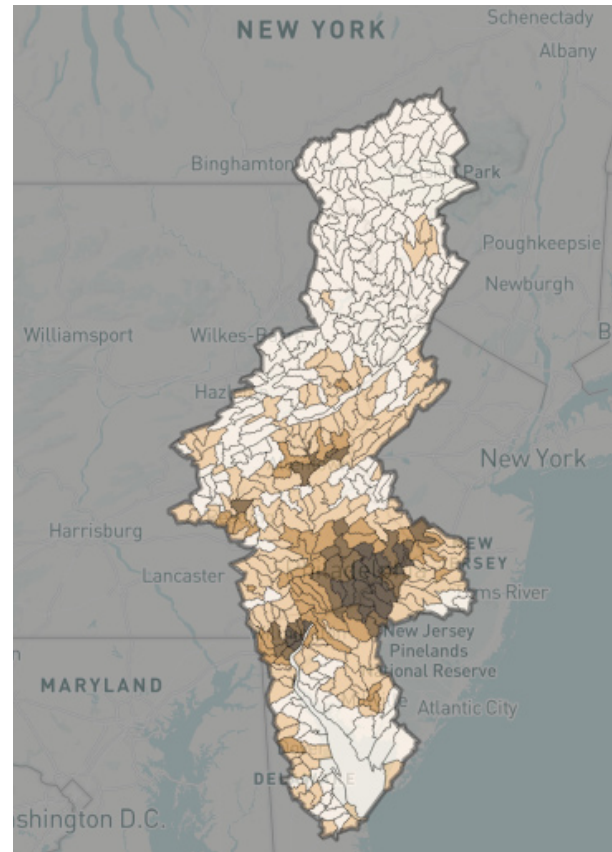 Schenectady
NEW YORK
Albany
Binghamton
Park
Poughkeepsie
Newburgh
Williamsport
Wilkes-B
Haz
New York
Harrisburg
EW
RSEY
Lancaster
ms River
New Jersey
Pinelands
ional Reserve
MARYLAND
Atlantic City
DEL
shington D.C.